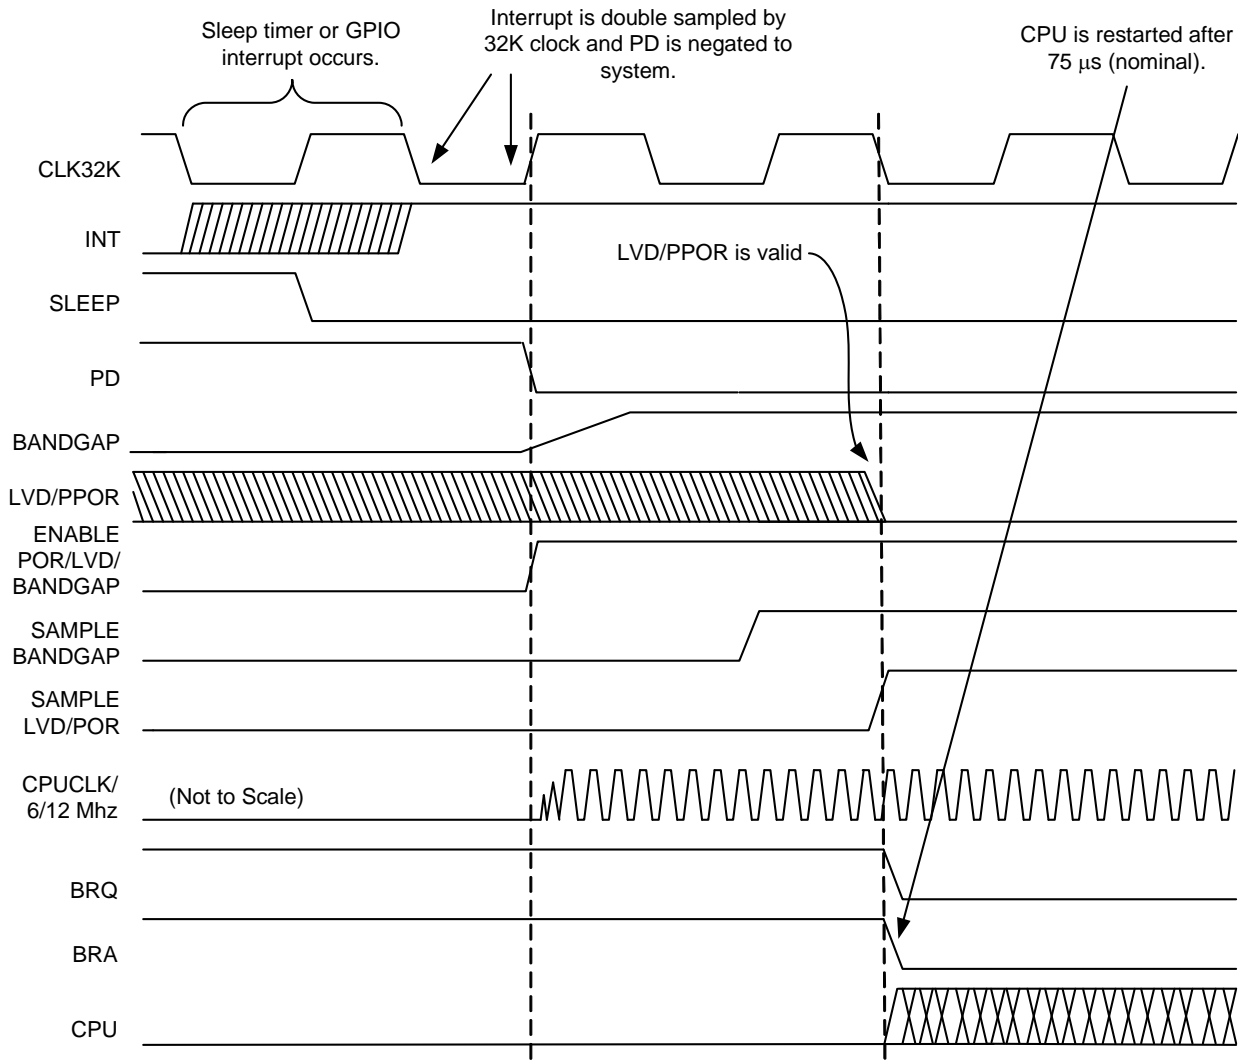 Sleep timer or GPIO
interrupt occurs.
Interrupt is double sampled by
32K clock and PD is negated to
system.
CPU is restarted after
75 μs (nominal).
CLK32K
INT
LVD/PPOR is valid
SLEEP
PD
BANDGAP
LVD/PPOR
ENABLE
POR/LVD/
BANDGAP
SAMPLE
BANDGAP
SAMPLE
LVD/POR
CPUCLK/
6/12 Mhz
(Not to Scale)
BRQ
BRA
CPU